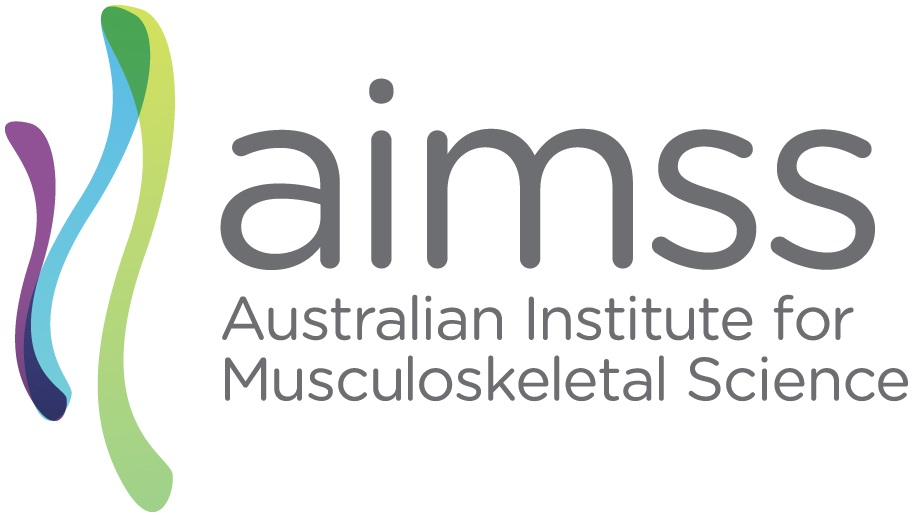 aimss
Australian Institute for
Musculoskeletal Science